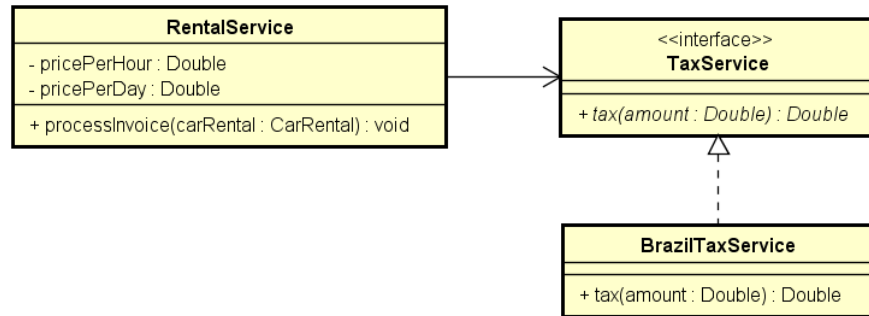 RentalService
- pricePerHour : Double
- pricePerDay : Double
+ processInvoice(carRental : CarRental) : void
<<interface>>
TaxService
+ tax(amount : Double) : Double
BrazilTaxService
+ tax(amount : Double) : Double